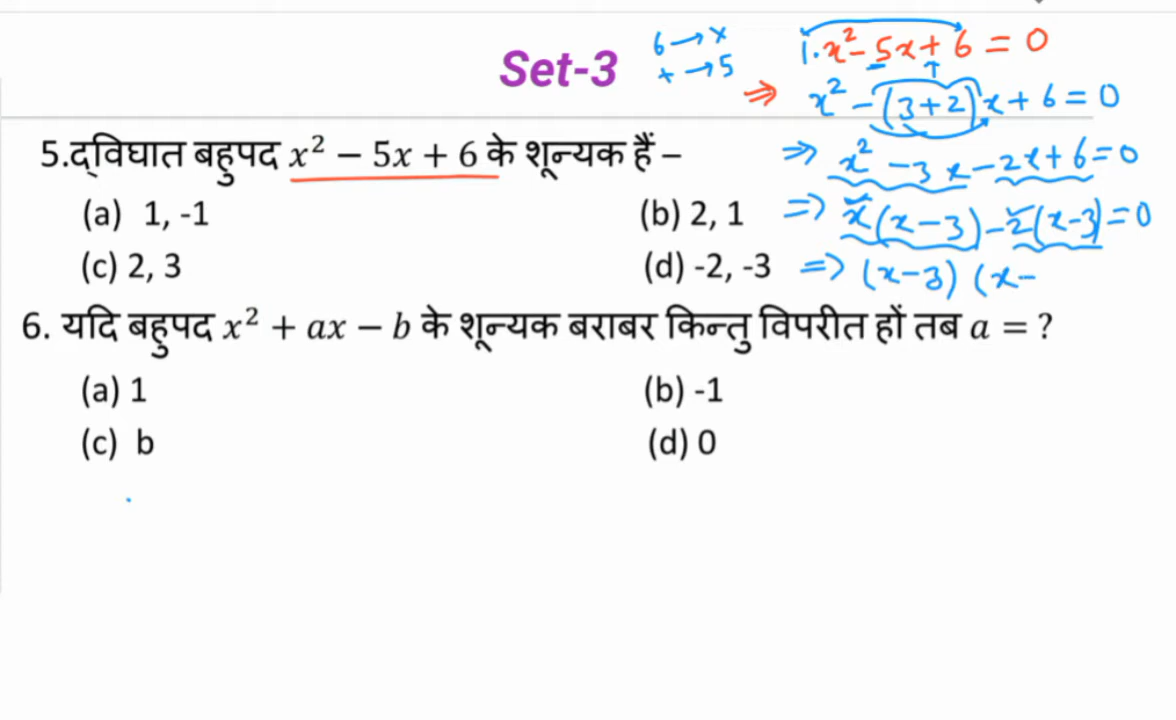 Set-3
6 → x
+ → 5
1.x² - 5x + 6 = 0
⇒ x² - (3+2)x + 6 = 0
5.द्विघात बहुपद x² − 5x + 6 के शून्यक हैं –
⇒ x² - 3x - 2x + 6 = 0
(a) 1, -1
(b) 2, 1
⇒ x(x-3) - 2(x-3) = 0
(c) 2, 3
(d) -2, -3
⇒ (x-3) (x-
6. यदि बहुपद x² + ax − b के शून्यक बराबर किन्तु विपरीत हों तब a = ?
(a) 1
(b) -1
(c) b
(d) 0